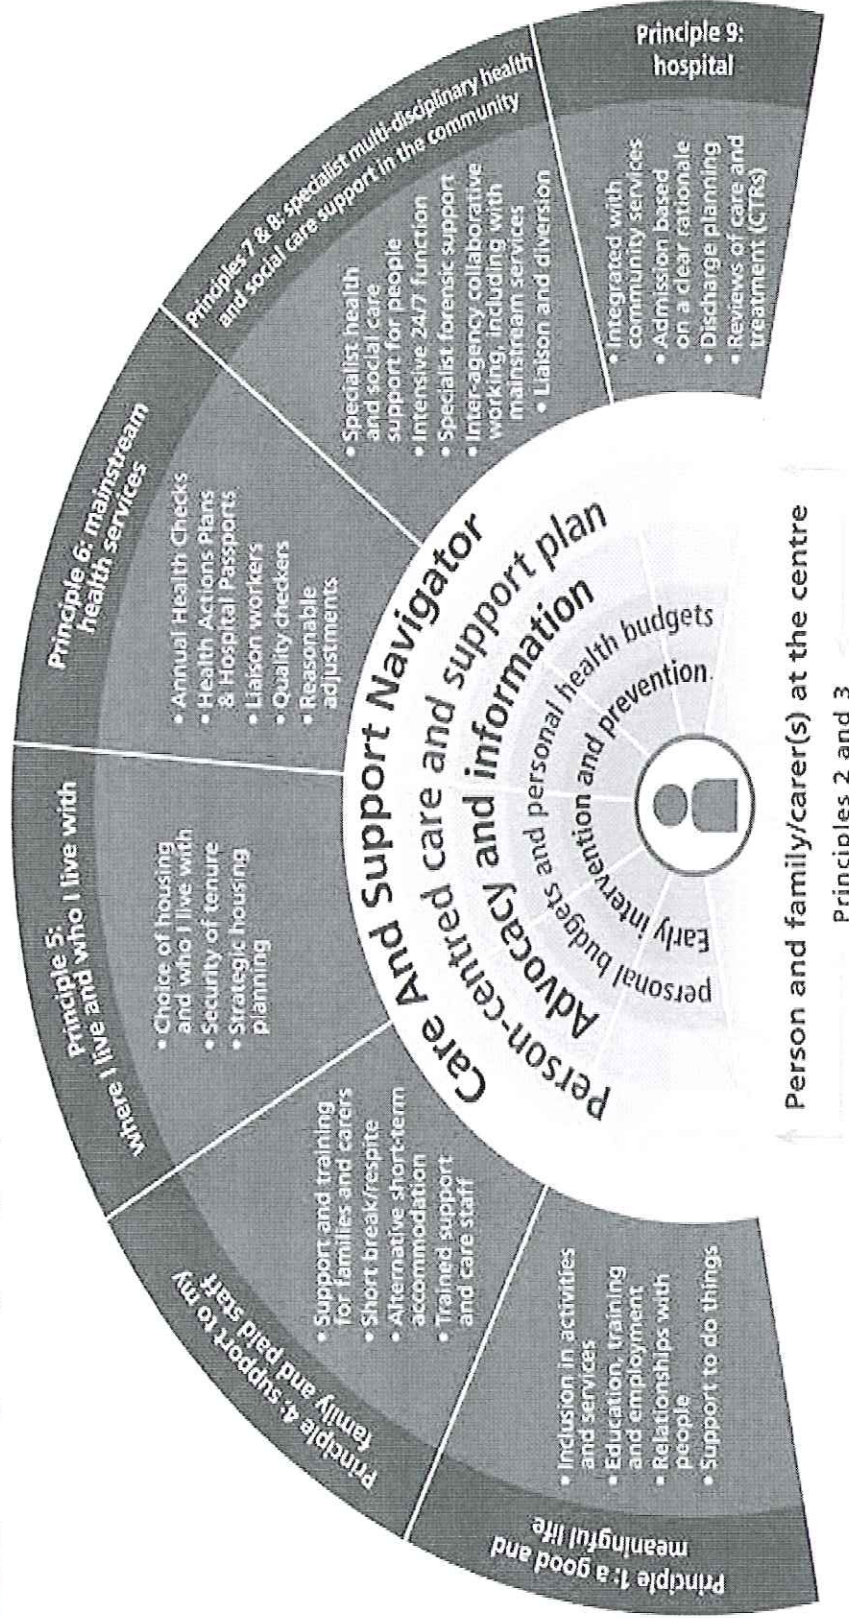 Principle 1: a good and
meaningful life
• Inclusion in activities
and services
• Education, training
and employment
• Relationships with
people
• Support to do things
Principle 4: support to my
family and paid staff
• Support and training
for families and carers
• Short break/respite
• Alternative short-term
accommodation
• Trained support
and care staff
Principle 5:
where I live and who I live with
• Choice of housing
and who I live with
• Security of tenure
• Strategic housing
planning
Principle 6: mainstream
health services
• Annual Health Checks
• Health Actions Plans
& Hospital Passports
• Liaison workers
• Quality checkers
• Reasonable
adjustments
Principles 7 & 8: specialist multi-disciplinary health
and social care support in the community
• Specialist health
and social care
support for people
• Intensive 24/7 function
• Specialist forensic support
• Inter-agency collaborative
working, including with
mainstream services
• Liaison and diversion
Principle 9:
hospital
• Integrated with
community services
• Admission based
on a clear rationale
• Discharge planning
• Reviews of care and
treatment (CTRs)
Care And Support Navigator
Person-centred care and support plan
Advocacy and information
personal budgets and personal health budgets
Early intervention and prevention.
Person and family/carer(s) at the centre
Principles 2 and 3